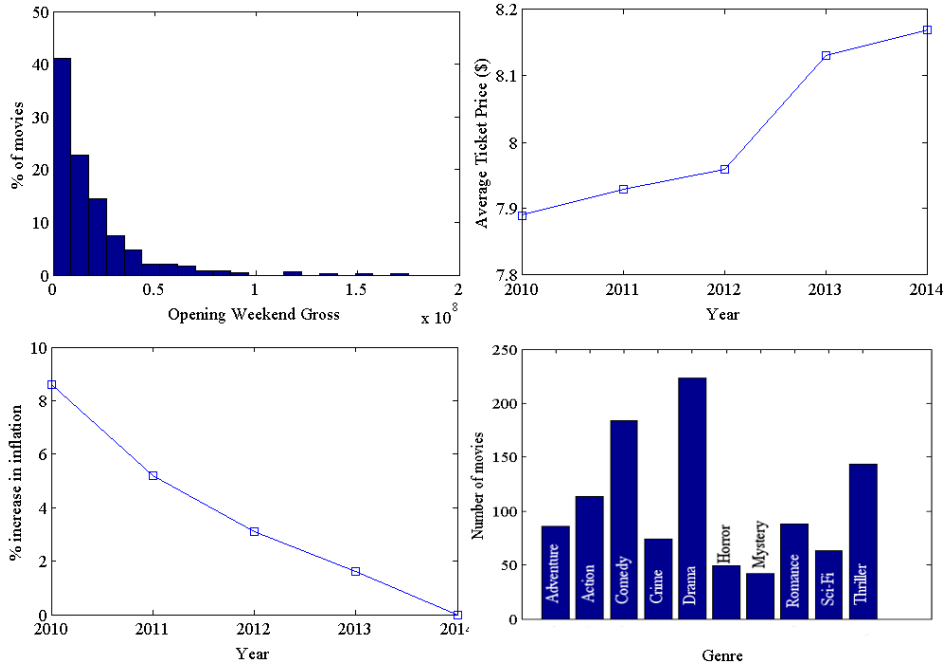 50
40
30
20
10
0
% of movies
0 0.5 1 1.5 2
Opening Weekend Gross
x 10^8
8.2
8.1
8
7.9
7.8
Average Ticket Price ($)
2010 2011 2012 2013 2014
Year
10
8
6
4
2
0
% increase in inflation
2010 2011 2012 2013 2014
Year
250
200
150
100
50
0
Number of movies
Adventure
Action
Comedy
Crime
Drama
Horror
Mystery
Romance
Sci-Fi
Thriller
Genre